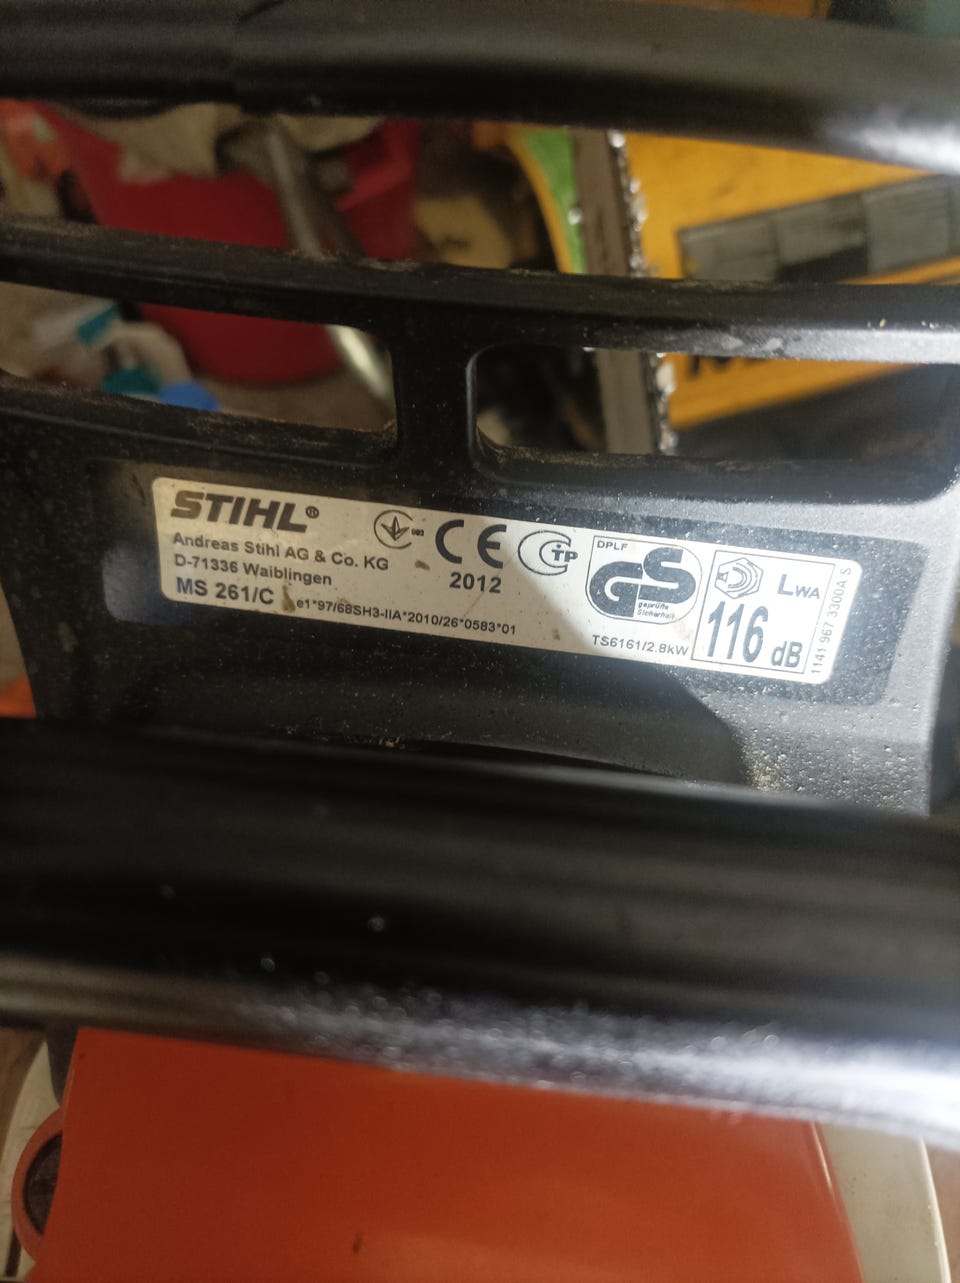 STIHL®
Andreas Stihl AG & Co. KG
D-71336 Waiblingen
MS 261/C
e1*97/68SH3-IIA*2010/26*0583*01
083
CE
2012
DPLF
GS
geprüfte
Sicherheit
TS6161/2.8kW
LWA
116 dB
1141 967 3300A S